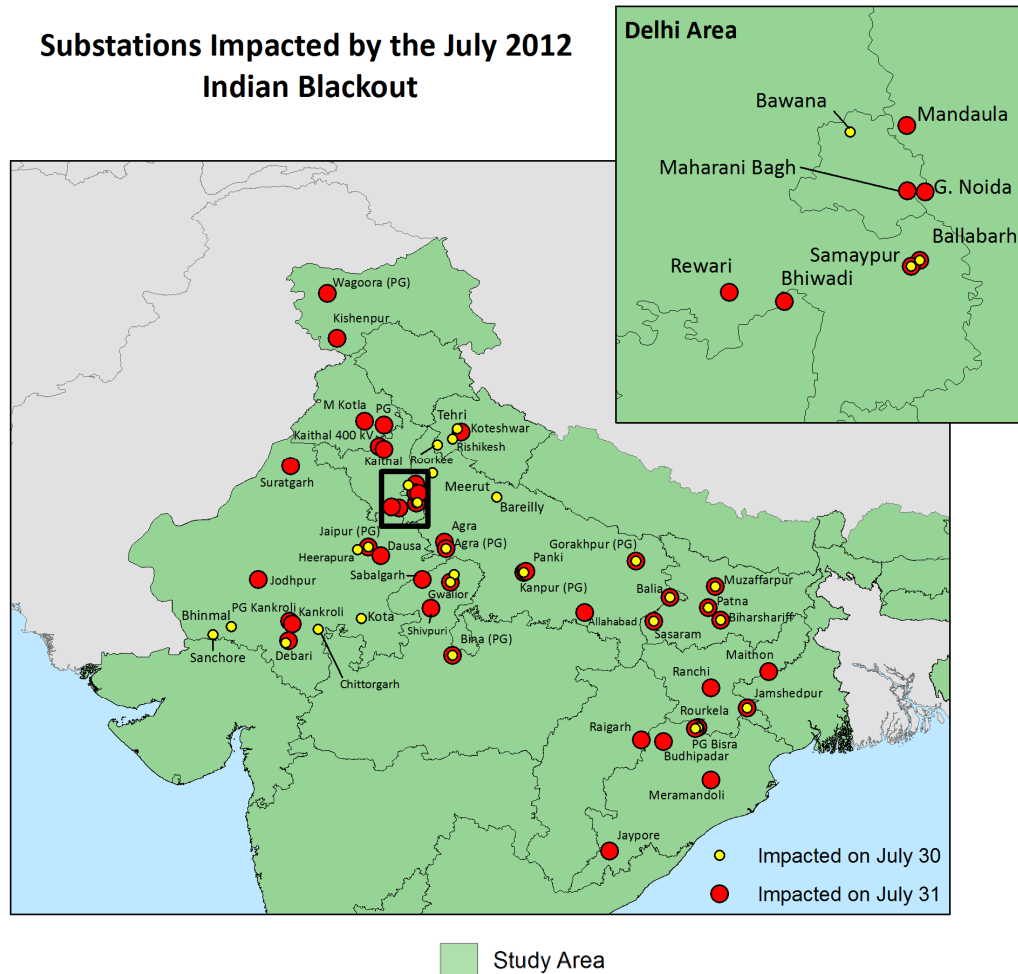 Substations Impacted by the July 2012
Indian Blackout
Delhi Area
Bawana
Mandaula
Maharani Bagh
G. Noida
Ballabarh
Samaypur
Rewari
Bhiwadi
Wagoora (PG)
Kishenpur
M Kotla
PG
Tehri
Koteshwar
Kaithal 400 kV
Rishikesh
Kaithal
Roorkee
Suratgarh
Meerut
Bareilly
Jaipur (PG)
Agra
Agra (PG)
Heerapura
Dausa
Panki
Gorakhpur (PG)
Jodhpur
Sabalgarh
Kanpur (PG)
Gwalior
Balia
Muzaffarpur
Patna
PG Kankroli
Kankroli
Kota
Bhinmal
Shivpuri
Allahabad
Biharshariff
Sasaram
Sanchore
Debari
Bina (PG)
Chittorgarh
Ranchi
Maithon
Jamshedpur
Rourkela
Raigarh
PG Bisra
Budhipadar
Meramandoli
Jaypore
Impacted on July 30
Impacted on July 31
Study Area